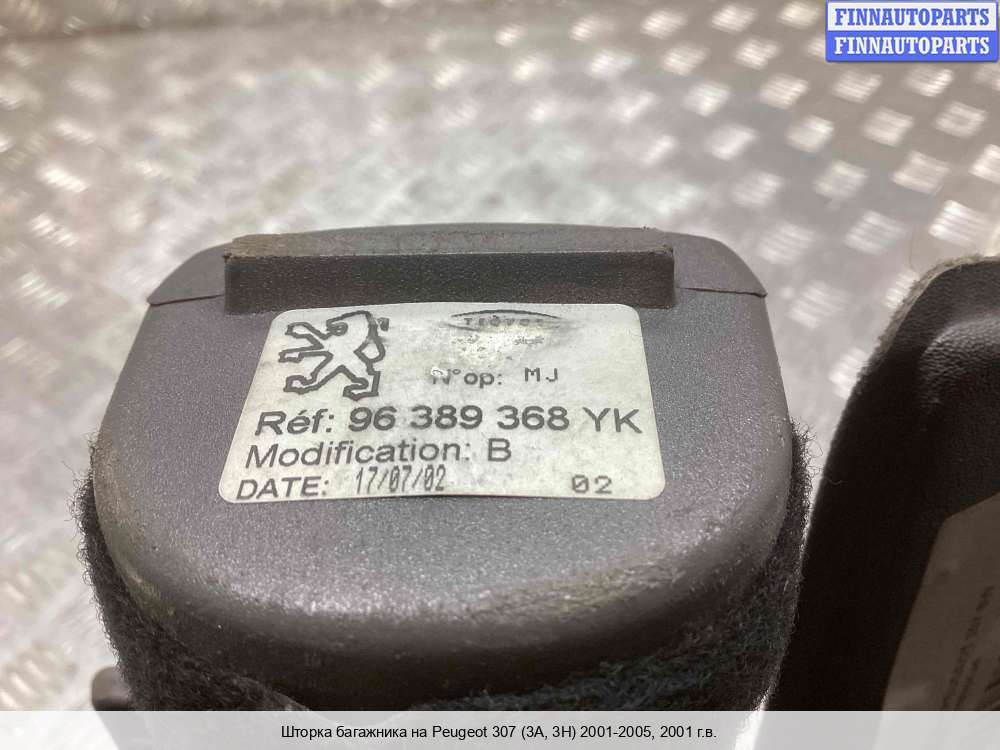 FINNAUTOPARTS
FINNAUTOPARTS
N°op: MJ
Réf: 96 389 368 YK
Modification: B
DATE: 17/07/02 02
Шторка багажника на Peugeot 307 (3A, 3H) 2001-2005, 2001 г.в.